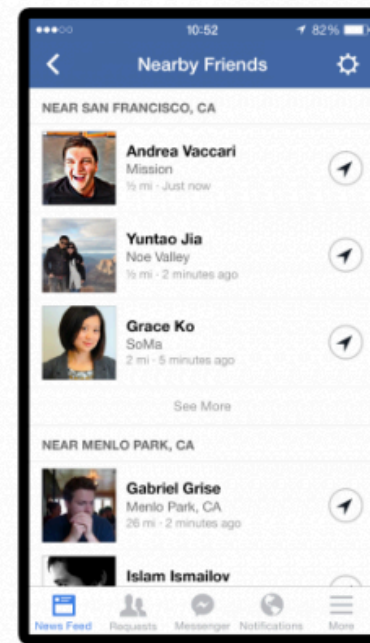 10:52
82%
Nearby Friends
NEAR SAN FRANCISCO, CA
Andrea Vaccari
Mission
½ mi · Just now
Yuntao Jia
Noe Valley
½ mi · 2 minutes ago
Grace Ko
SoMa
2 mi · 5 minutes ago
See More
NEAR MENLO PARK, CA
Gabriel Grise
Menlo Park, CA
26 mi · 2 minutes ago
Islam Ismailov
News Feed Requests Messenger Notifications More